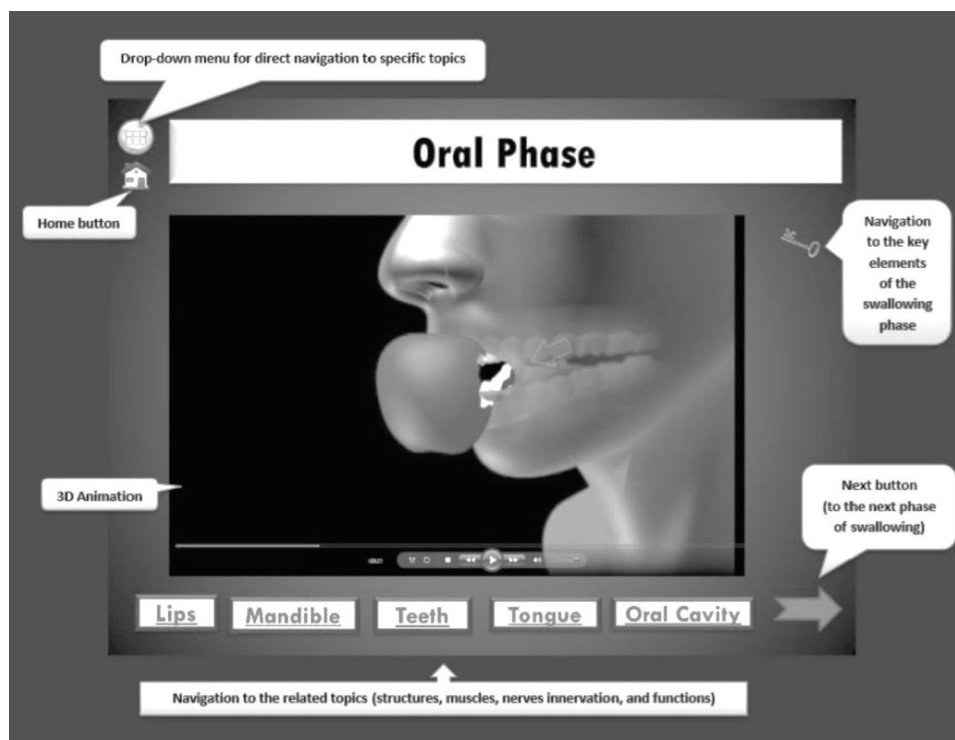 Drop-down menu for direct navigation to specific topics
Oral Phase
Home button
Navigation
to the key
elements
of the
swallowing
phase
3D Animation
Next button
(to the next phase
of swallowing)
Lips
Mandible
Teeth
Tongue
Oral Cavity
Navigation to the related topics (structures, muscles, nerves innervation, and functions)